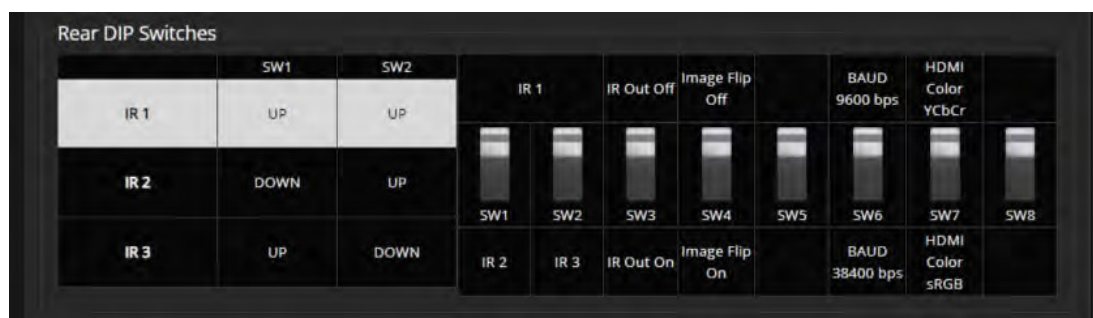 Rear DIP Switches
SW1 SW2
IR 1 UP UP
IR 2 DOWN UP
IR 3 UP DOWN
IR 1
IR Out Off
Image Flip
Off
BAUD
9600 bps
HDMI
Color
YCbCr
SW1 SW2 SW3 SW4 SW5 SW6 SW7 SW8
IR 2
IR 3
IR Out On
Image Flip
On
BAUD
38400 bps
HDMI
Color
sRGB